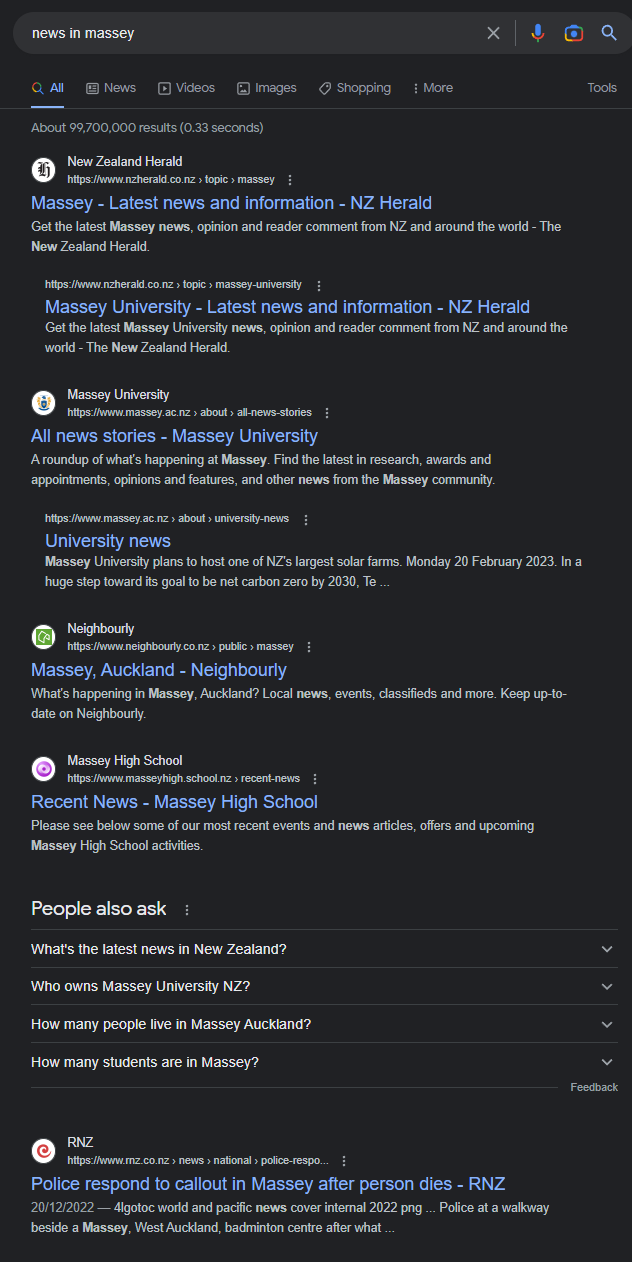 news in massey
All
News
Videos
Images
Shopping
More
Tools
About 99,700,000 results (0.33 seconds)
New Zealand Herald
https://www.nzherald.co.nz › topic › massey
Massey - Latest news and information - NZ Herald
Get the latest Massey news, opinion and reader comment from NZ and around the world - The
New Zealand Herald.
https://www.nzherald.co.nz › topic › massey-university
Massey University - Latest news and information - NZ Herald
Get the latest Massey University news, opinion and reader comment from NZ and around the
world - The New Zealand Herald.
Massey University
https://www.massey.ac.nz › about › all-news-stories
All news stories - Massey University
A roundup of what's happening at Massey. Find the latest in research, awards and
appointments, opinions and features, and other news from the Massey community.
https://www.massey.ac.nz › about › university-news
University news
Massey University plans to host one of NZ's largest solar farms. Monday 20 February 2023. In a
huge step toward its goal to be net carbon zero by 2030, Te ...
Neighbourly
https://www.neighbourly.co.nz › public › massey
Massey, Auckland - Neighbourly
What's happening in Massey, Auckland? Local news, events, classifieds and more. Keep up-to-
date on Neighbourly.
Massey High School
https://www.masseyhigh.school.nz › recent-news
Recent News - Massey High School
Please see below some of our most recent events and news articles, offers and upcoming
Massey High School activities.
People also ask
What's the latest news in New Zealand?
Who owns Massey University NZ?
How many people live in Massey Auckland?
How many students are in Massey?
Feedback
RNZ
https://www.rnz.co.nz › news › national › police-respo...
Police respond to callout in Massey after person dies - RNZ
20/12/2022 — 4lgotoc world and pacific news cover internal 2022 png ... Police at a walkway
beside a Massey, West Auckland, badminton centre after what ...